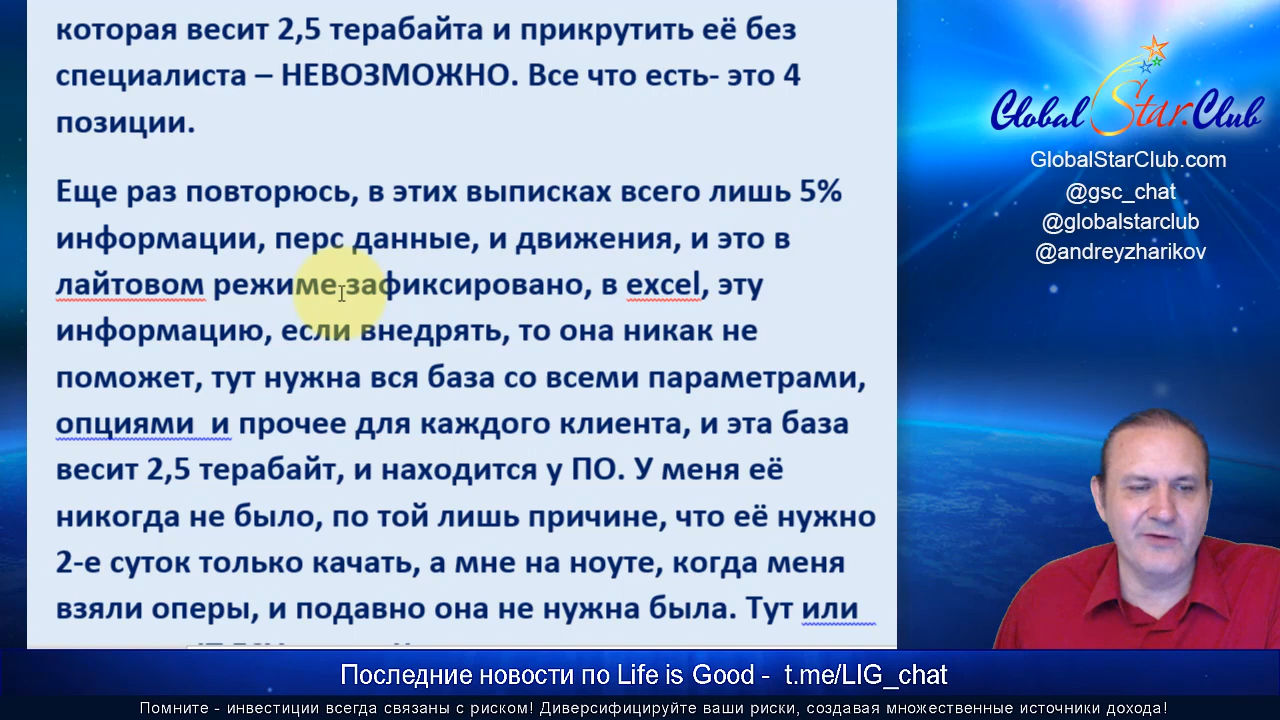 которая весит 2,5 терабайта и прикрутить её без
специалиста – НЕВОЗМОЖНО. Все что есть- это 4
позиции.
Еще раз повторюсь, в этих выписках всего лишь 5%
информации, перс данные, и движения, и это в
лайтовом режиме зафиксировано, в excel, эту
информацию, если внедрять, то она никак не
поможет, тут нужна вся база со всеми параметрами,
опциями  и прочее для каждого клиента, и эта база
весит 2,5 терабайт, и находится у ПО. У меня её
никогда не было, по той лишь причине, что её нужно
2-е суток только качать, а мне на ноуте, когда меня
взяли оперы, и подавно она не нужна была. Тут или
Global Star.Club
GlobalStarClub.com
@gsc_chat
@globalstarclub
@andreyzharikov
Последние новости по Life is Good - t.me/LIG_chat
Помните - инвестиции всегда связаны с риском! Диверсифицируйте ваши риски, создавая множественные источники дохода!